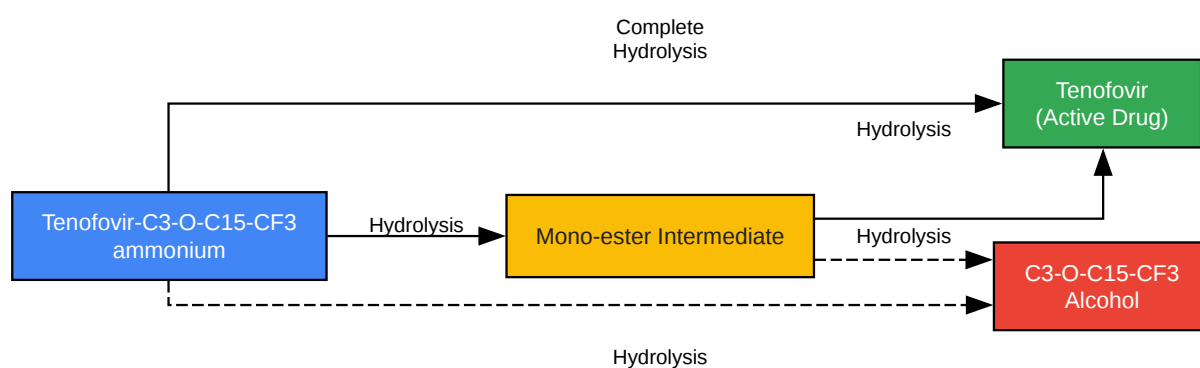 Complete
Hydrolysis
Tenofovir
(Active Drug)
Hydrolysis
Tenofovir-C3-O-C15-CF3
ammonium
Hydrolysis
Mono-ester Intermediate
Hydrolysis
C3-O-C15-CF3
Alcohol
Hydrolysis